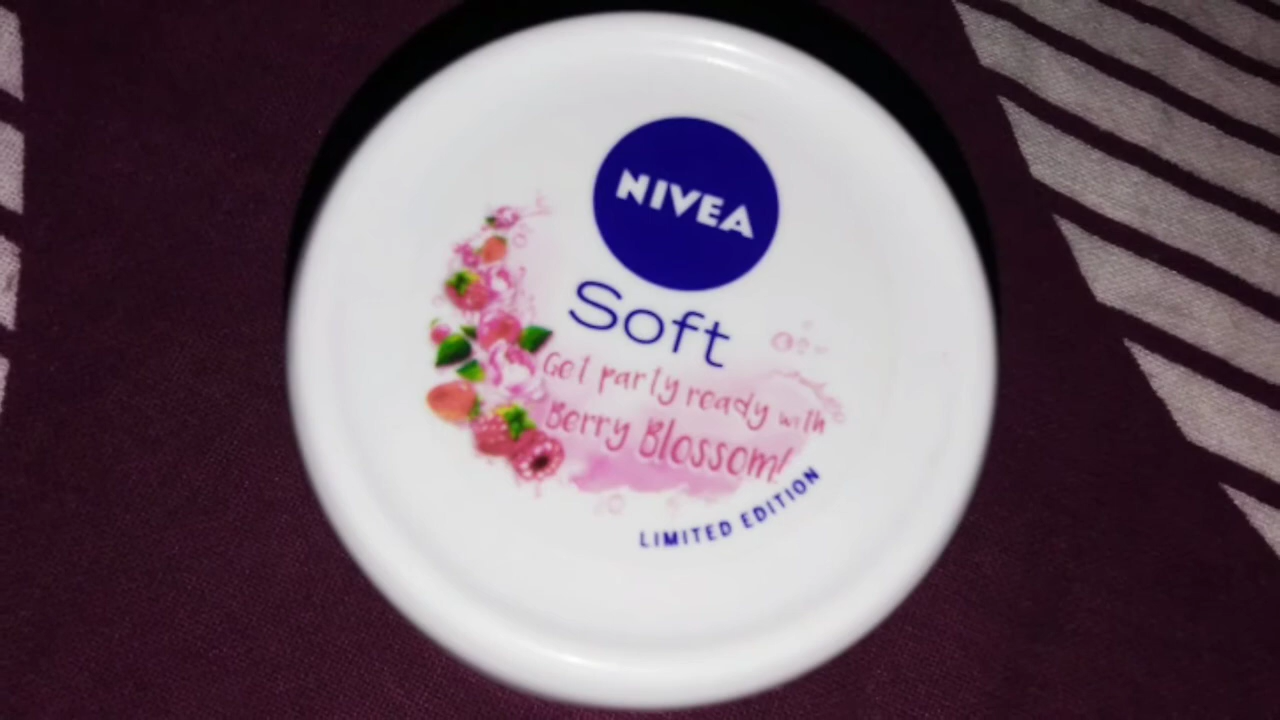 NIVEA
Soft
Get party ready with
Berry Blossom!
LIMITED EDITION